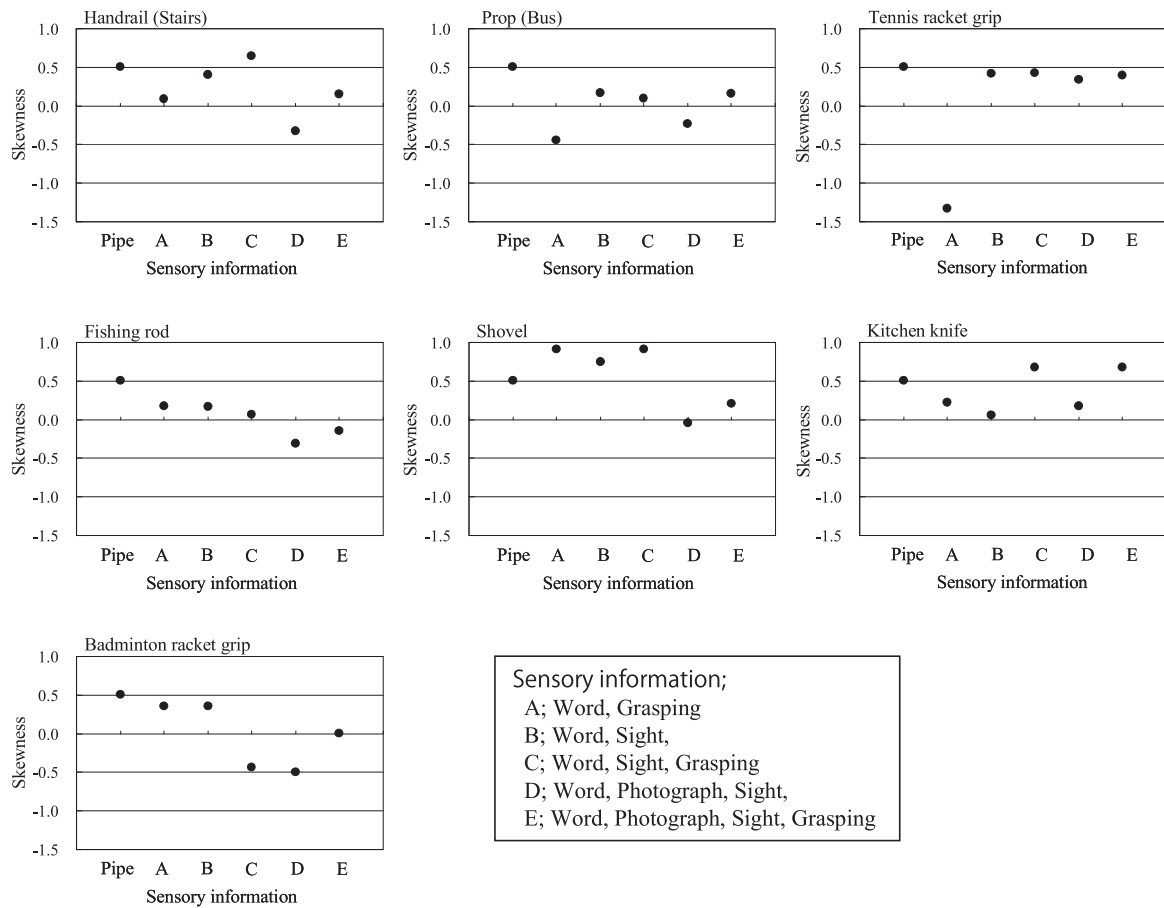 Handrail (Stairs)
1.0
0.5
0.0
-0.5
-1.0
-1.5
Skewness
Pipe A B C D E
Sensory information
Prop (Bus)
1.0
0.5
0.0
-0.5
-1.0
-1.5
Skewness
Pipe A B C D E
Sensory information
Tennis racket grip
1.0
0.5
0.0
-0.5
-1.0
-1.5
Skewness
Pipe A B C D E
Sensory information
Fishing rod
1.0
0.5
0.0
-0.5
-1.0
-1.5
Skewness
Pipe A B C D E
Sensory information
Shovel
1.0
0.5
0.0
-0.5
-1.0
-1.5
Skewness
Pipe A B C D E
Sensory information
Kitchen knife
1.0
0.5
0.0
-0.5
-1.0
-1.5
Skewness
Pipe A B C D E
Sensory information
Badminton racket grip
1.0
0.5
0.0
-0.5
-1.0
-1.5
Skewness
Pipe A B C D E
Sensory information
Sensory information;
A; Word, Grasping
B; Word, Sight,
C; Word, Sight, Grasping
D; Word, Photograph, Sight,
E; Word, Photograph, Sight, Grasping